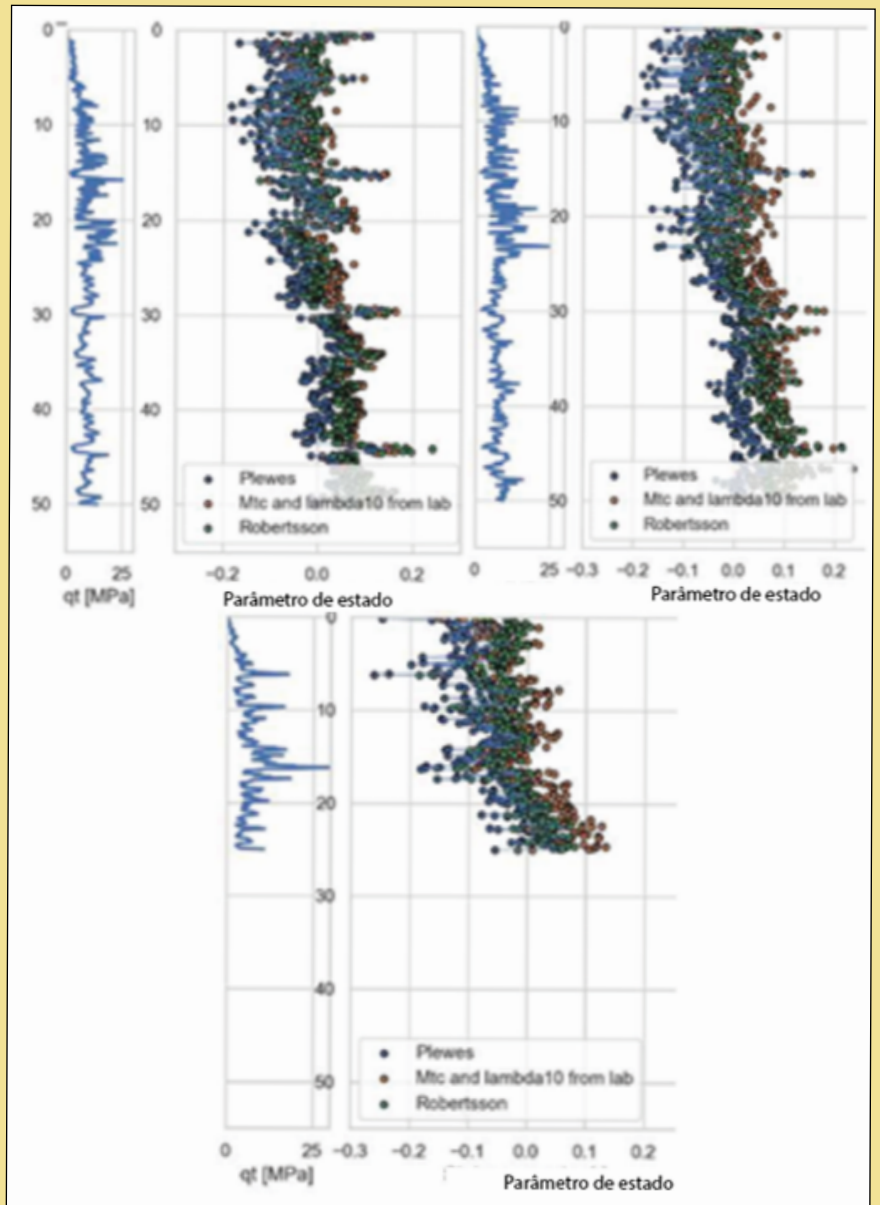 0 0 0 0
10 10 10
20 20 20
30 30 30
40 40 40
50 50 50
Plewes
Mtc and lambda10 from lab
Robertsson
Plewes
Mtc and lambda10 from lab
Robertsson
0 25 −0.2 0.0 0.2 0 25 −0.3 −0.2 −0.1 0.0 0.1 0.2
qt [MPa] Parâmetro de estado Parâmetro de estado
0
10
20
30
40
50
Plewes
Mtc and lambda10 from lab
Robertsson
0 25 −0.3 −0.2 −0.1 0.0 0.1 0.2
qt [MPa] Parâmetro de estado